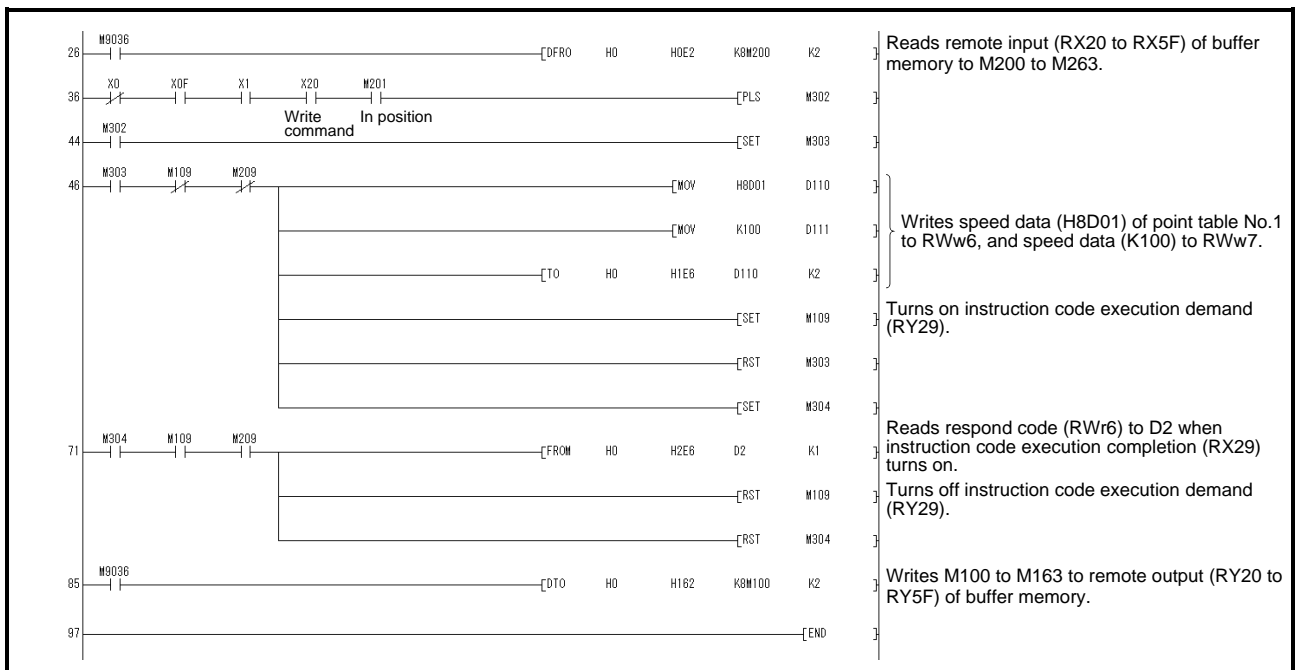 M9036
26 [DFRO H0 H0E2 K8M200 K2 ]
Reads remote input (RX20 to RX5F) of buffer
memory to M200 to M263.
X0 X0F X1 X20 M201
36 [PLS M302 ]
Write In position
command
M302
44 [SET M303 ]
M303 M109 M209
46 [MOV H8D01 D110 ]
[MOV K100 D111 ]
Writes speed data (H8D01) of point table No.1
to RWw6, and speed data (K100) to RWw7.
[TO H0 H1E6 D110 K2 ]
[SET M109 ]
Turns on instruction code execution demand
(RY29).
[RST M303 ]
[SET M304 ]
M304 M109 M209
71 [FROM H0 H2E6 D2 K1 ]
Reads respond code (RWr6) to D2 when
instruction code execution completion (RX29)
turns on.
[RST M109 ]
Turns off instruction code execution demand
(RY29).
[RST M304 ]
M9036
85 [DTO H0 H162 K8M100 K2 ]
Writes M100 to M163 to remote output (RY20 to
RY5F) of buffer memory.
97 [END ]